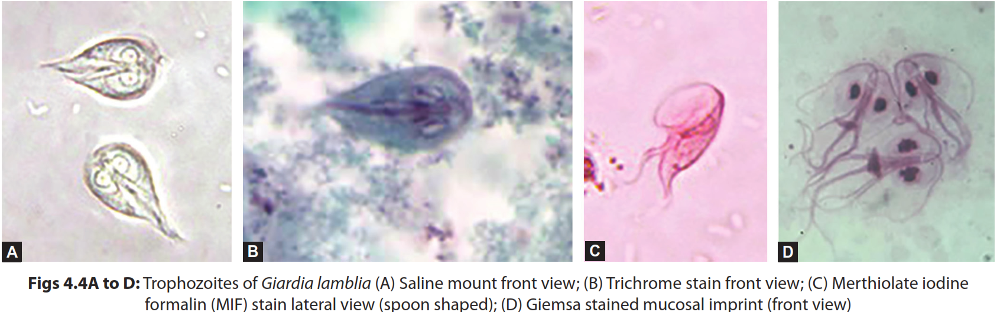 A
B
C
D
Figs 4.4A to D: Trophozoites of Giardia lamblia (A) Saline mount front view; (B) Trichrome stain front view; (C) Merthiolate iodine
formalin (MIF) stain lateral view (spoon shaped); (D) Giemsa stained mucosal imprint (front view)